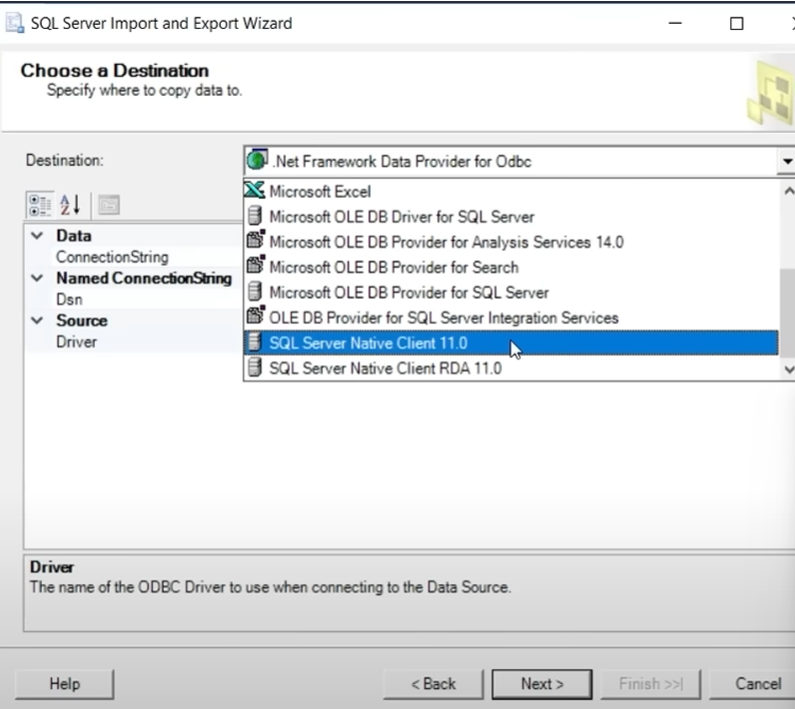 SQL Server Import and Export Wizard
Choose a Destination
Specify where to copy data to.
Destination:
.Net Framework Data Provider for Odbc
Microsoft Excel
Microsoft OLE DB Driver for SQL Server
Microsoft OLE DB Provider for Analysis Services 14.0
Microsoft OLE DB Provider for Search
Microsoft OLE DB Provider for SQL Server
OLE DB Provider for SQL Server Integration Services
SQL Server Native Client 11.0
SQL Server Native Client RDA 11.0
Data
ConnectionString
Named ConnectionString
Dsn
Source
Driver
Driver
The name of the ODBC Driver to use when connecting to the Data Source.
Help
< Back
Next >
Finish >>|
Cancel